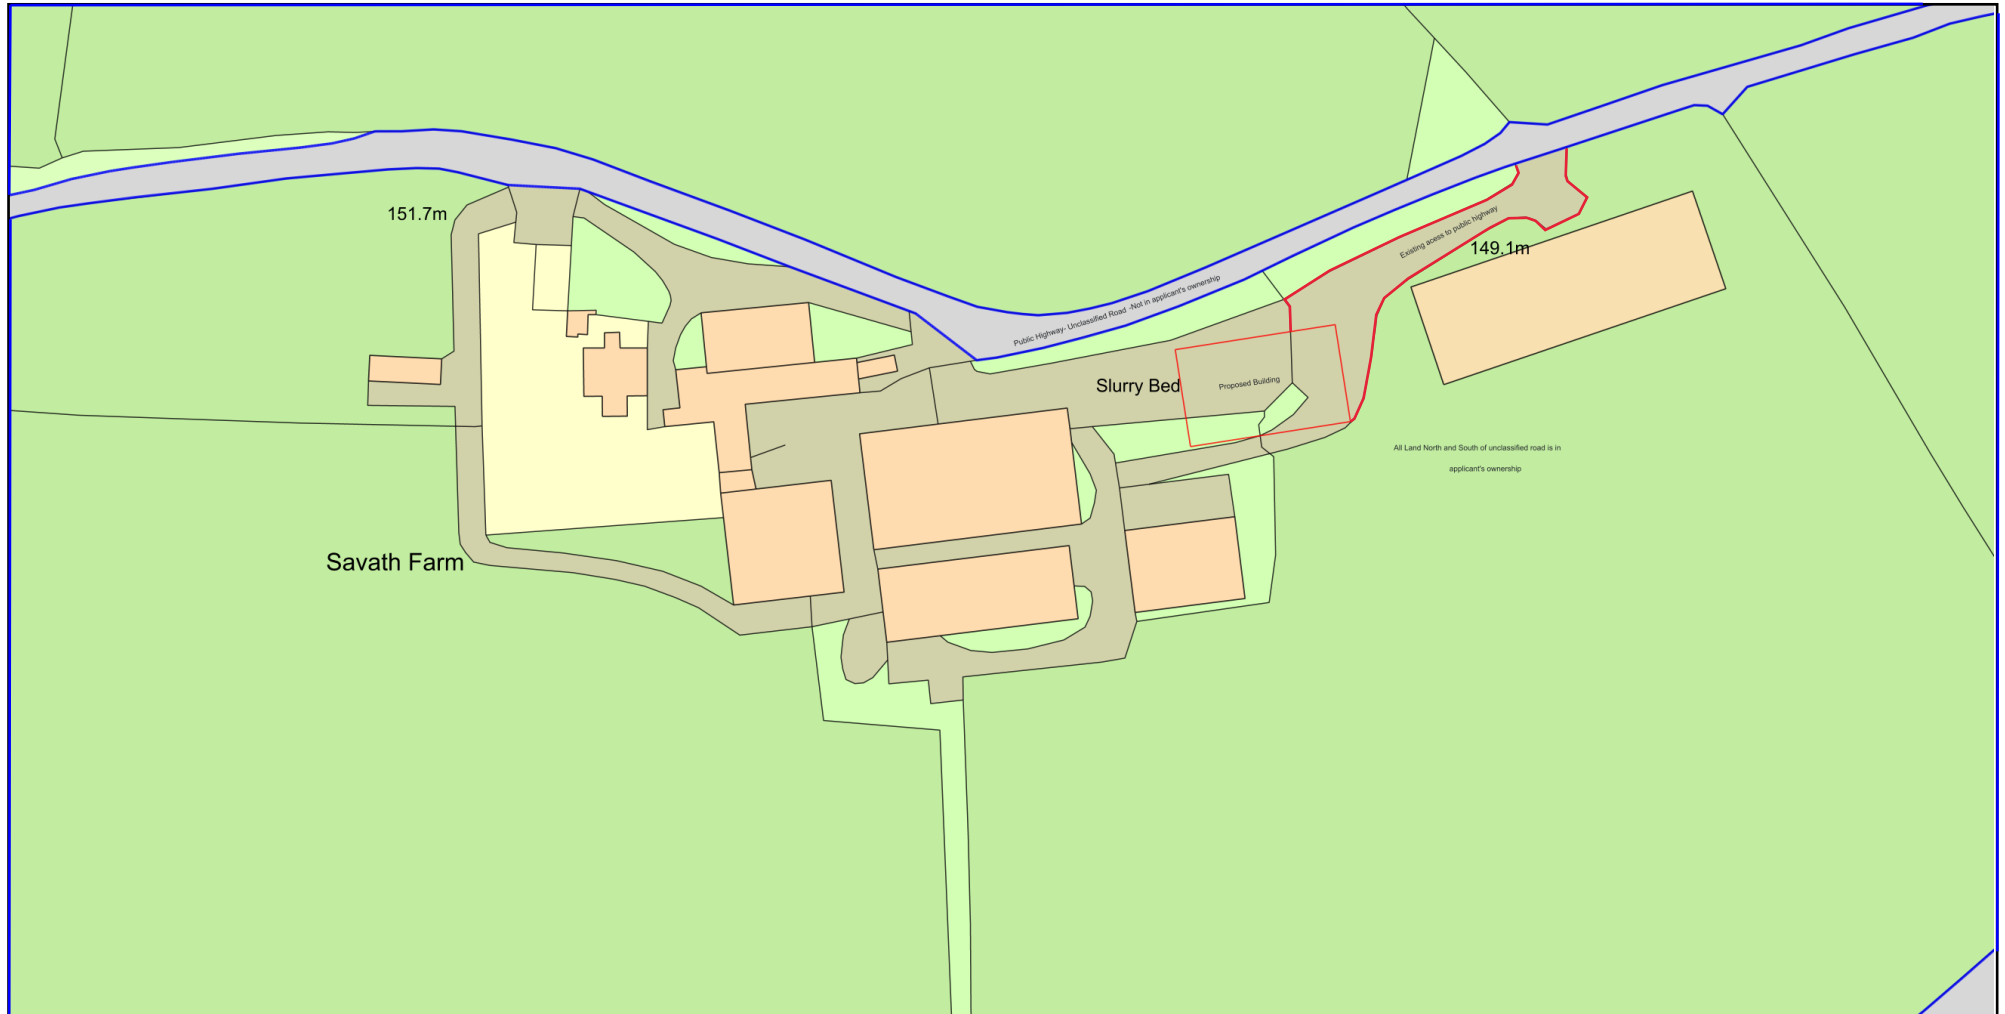 151.7m
Existing acess to public highway
149.1m
Public Highway- Unclassified Road -Not in applicant's ownership
Slurry Bed
Proposed Building
All Land North and South of unclassified road is in
applicant's ownership
Savath Farm